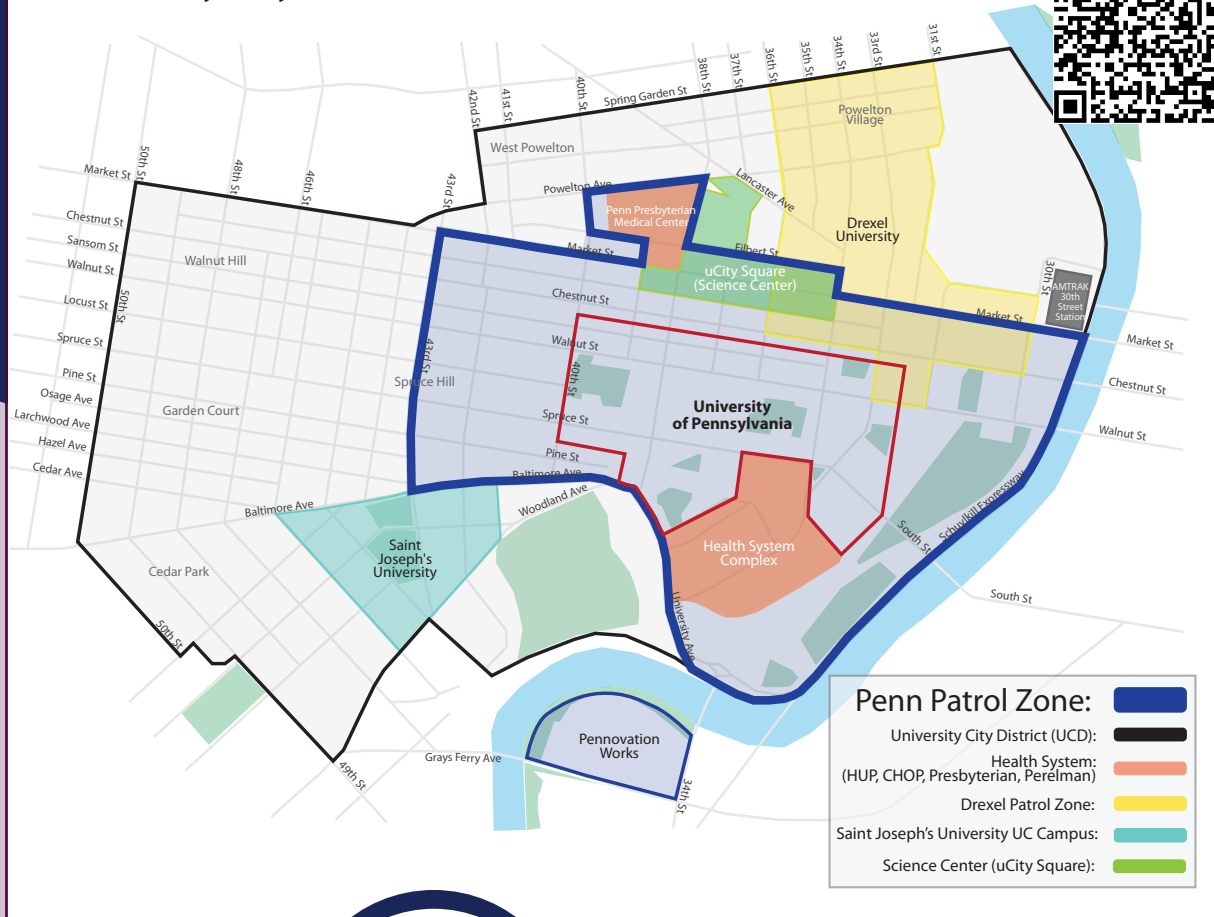 31st St
33rd St
34th St
35th St
36th St
37th St
38th St
40th St
41st St
42nd St
Spring Garden St
Powelton
Village
West Powelton
50th St
48th St
46th St
43rd St
Market St
Powelton Ave
Lancaster Ave
Penn Presbyterian
Medical Center
Chestnut St
Drexel
University
Sansom St
Walnut St
Walnut Hill
Market St
Filbert St
uCity Square
(Science Center)
30th St
AMTRAK
30th
Street
Station
Locust St
50th St
Chestnut St
Market St
Market St
Spruce St
43rd St
Walnut St
Pine St
Spruce Hill
40th St
Chestnut St
Osage Ave
Garden Court
Spruce St
University
of Pennsylvania
Larchwood Ave
Walnut St
Hazel Ave
Pine St
Cedar Ave
Baltimore Ave
Woodland Ave
Baltimore Ave
Schuylkill Expressway
South St
Saint
Joseph's
University
Health System
Complex
Cedar Park
South St
University Ave
50th St
Pennovation
Works
Grays Ferry Ave
49th St
34th St
Penn Patrol Zone:
University City District (UCD):
Health System:
(HUP, CHOP, Presbyterian, Perelman)
Drexel Patrol Zone:
Saint Joseph's University UC Campus:
Science Center (uCity Square):